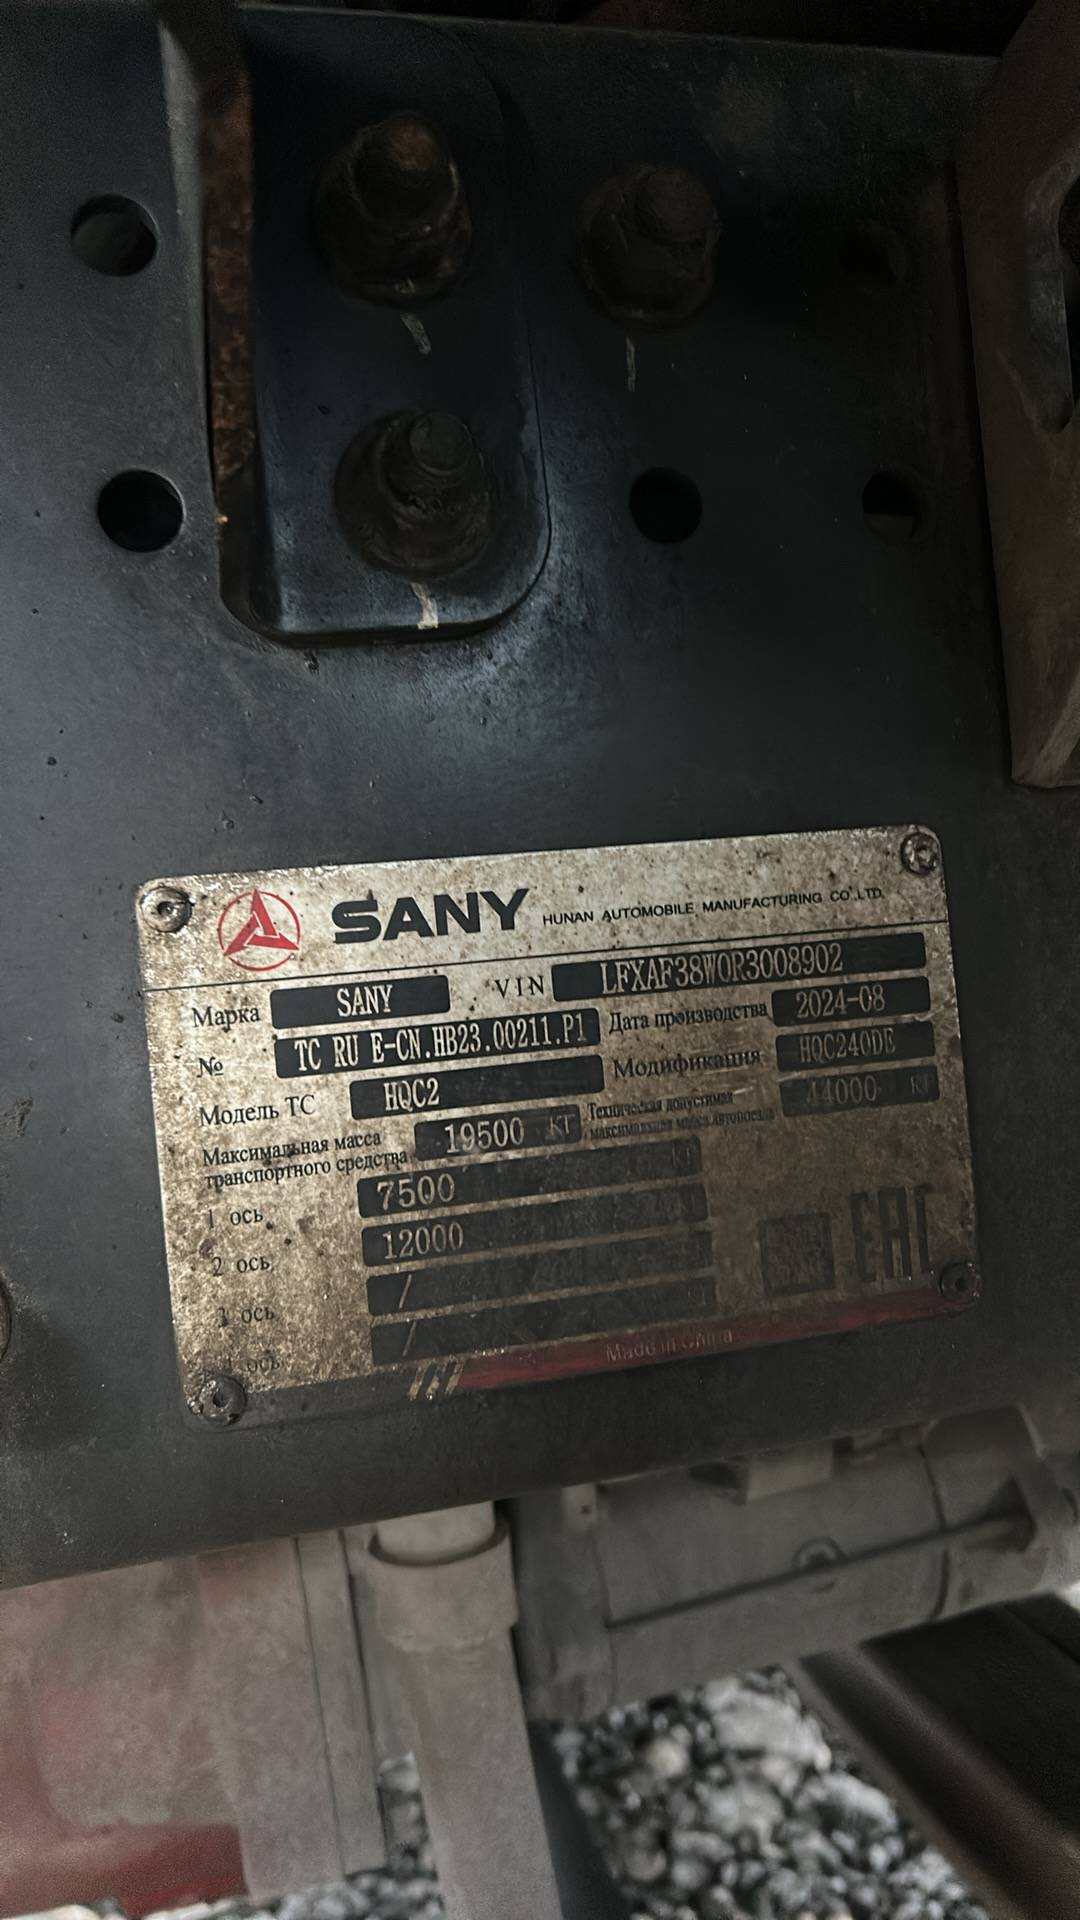 SANY HUNAN AUTOMOBILE MANUFACTURING CO.,LTD.
Марка SANY VIN LFXAF38W0R3008902
№ TC RU E-CN.HB23.00211.P1 Дата производства 2024-08
Модель ТС HQC2 Модификация HQC240DE
Максимальная масса транспортного средства 19500 КГ Техническая допустимая максимальная масса автопоезда 44000 КГ
1 ось 7500 КГ
2 ось 12000
3 ось /
4 ось /
EAC
Made in China